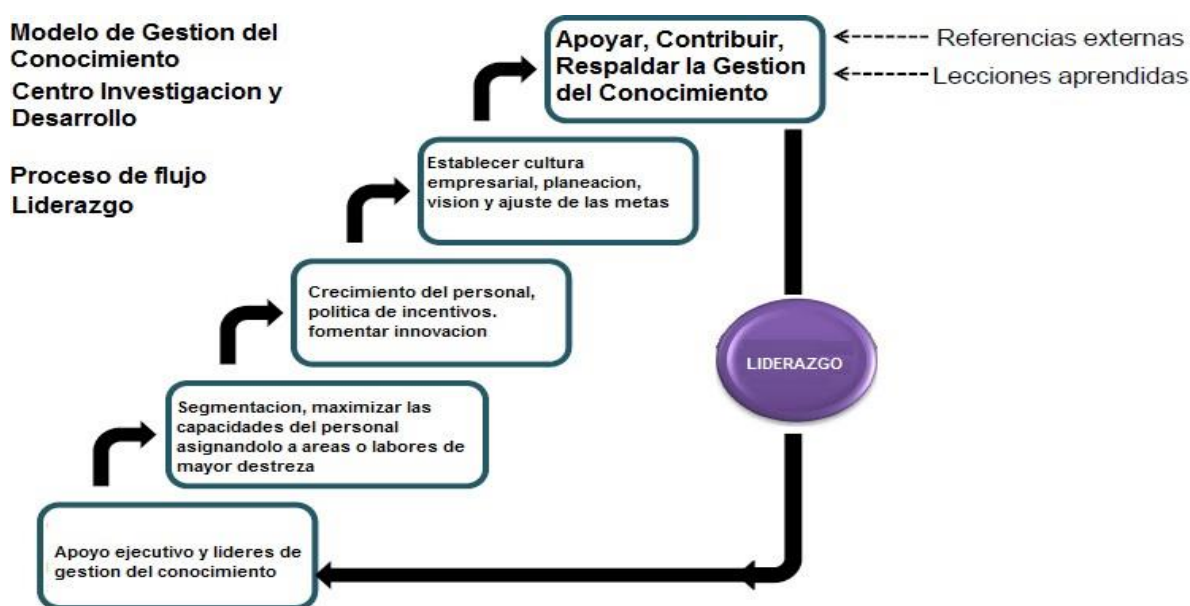 Modelo de Gestion del
Conocimiento
Centro Investigacion y
Desarrollo
Proceso de flujo
Liderazgo
Apoyar, Contribuir,
Respaldar la Gestion
del Conocimiento
Referencias externas
Lecciones aprendidas
Establecer cultura
empresarial, planeacion,
vision y ajuste de las metas
Crecimiento del personal,
politica de incentivos.
fomentar innovacion
LIDERAZGO
Segmentacion, maximizar las
capacidades del personal
asignandolo a areas o labores de
mayor destreza
Apoyo ejecutivo y lideres de
gestion del conocimiento